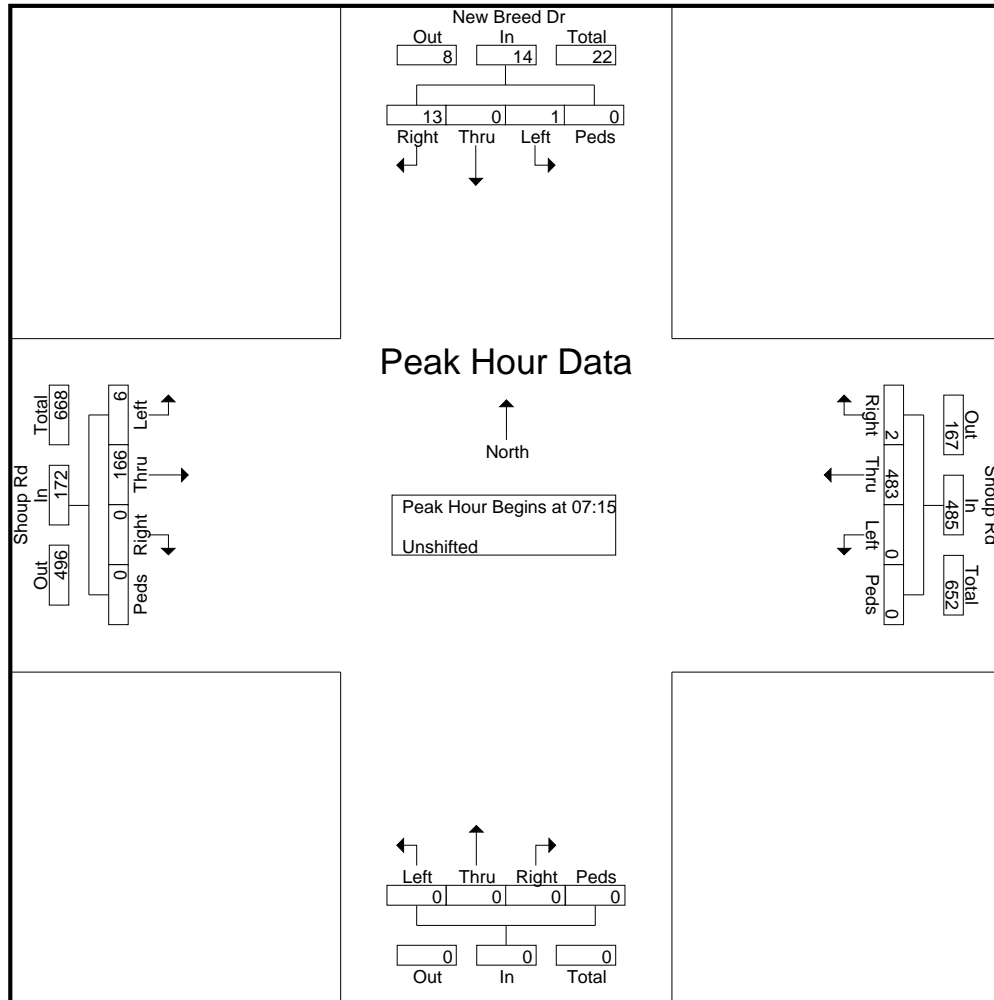 New Breed Dr
Out In Total
8 14 22
13 0 1 0
Right Thru Left Peds
Peak Hour Data
North
Peak Hour Begins at 07:15
Unshifted
Shoup Rd
Total In Out
668 172 496
6 166 0 0
Left Thru Right Peds
Shoup Rd
Out In Total
167 485 652
2 483 0 0
Right Thru Left Peds
Left Thru Right Peds
0 0 0 0
0 0 0
Out In Total